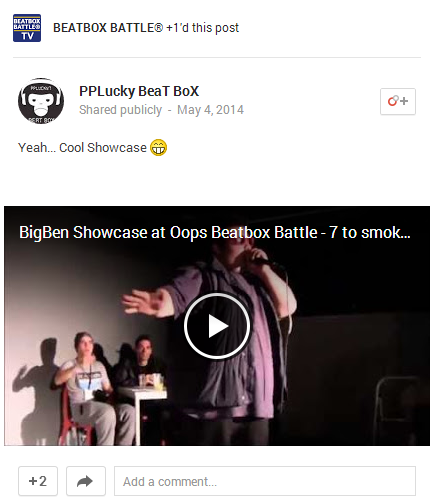 BEATBOX
BATTLE®
TV
BEATBOX BATTLE® +1'd this post
PPLUCKY
BERT BOX
PPLucky BeaT BoX
Shared publicly - May 4, 2014
Yeah... Cool Showcase
BigBen Showcase at Oops Beatbox Battle - 7 to smok...
+2
Add a comment...